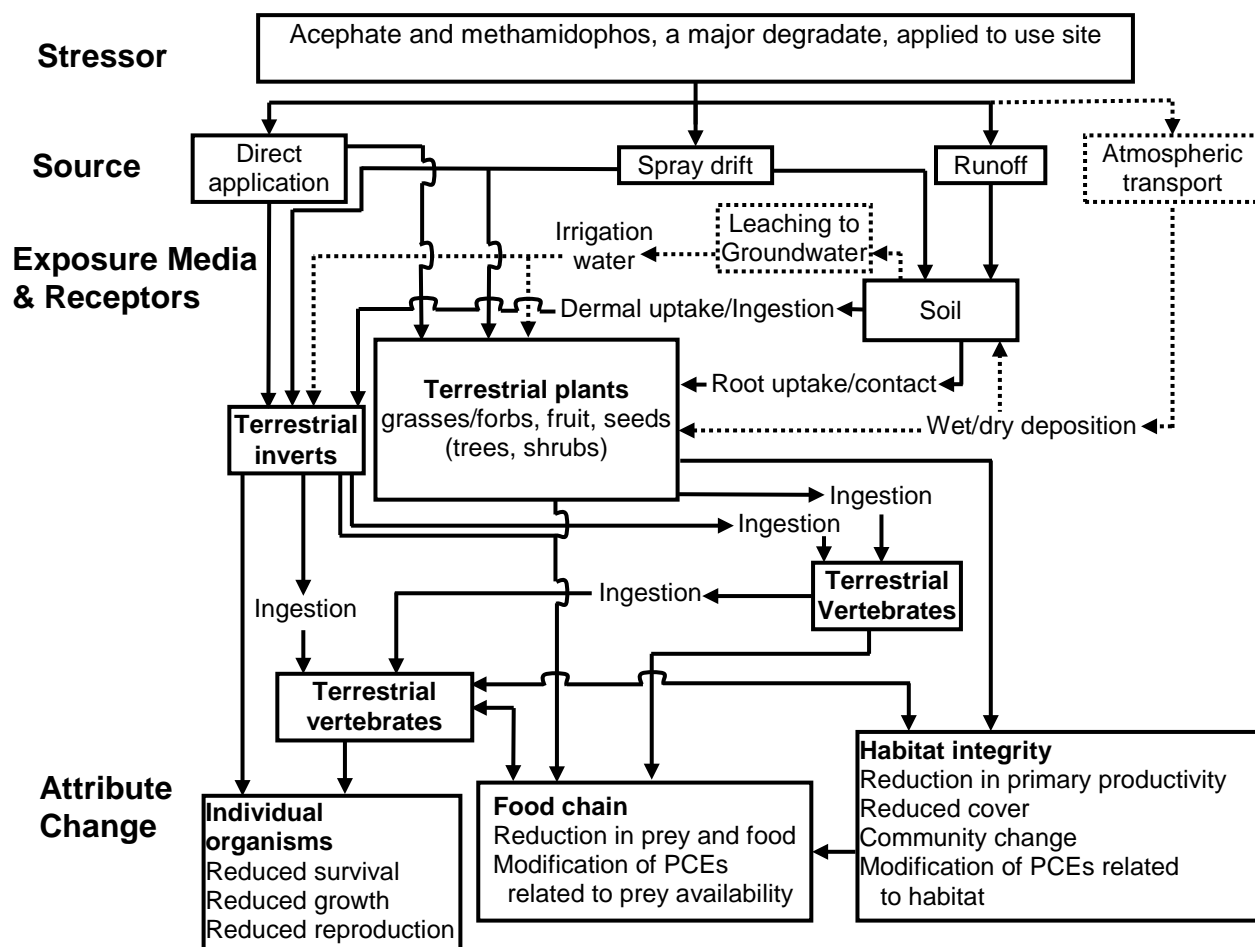 Stressor
Acephate and methamidophos, a major degradate, applied to use site
Source
Direct
application
Spray drift
Runoff
Atmospheric
transport
Exposure Media
& Receptors
Irrigation
water
Leaching to
Groundwater
Dermal uptake/Ingestion
Soil
Terrestrial plants
grasses/forbs, fruit, seeds
(trees, shrubs)
Root uptake/contact
Wet/dry deposition
Terrestrial
inverts
Ingestion
Ingestion
Ingestion
Ingestion
Terrestrial
Vertebrates
Terrestrial
vertebrates
Attribute
Change
Individual
organisms
Reduced survival
Reduced growth
Reduced reproduction
Food chain
Reduction in prey and food
Modification of PCEs
related to prey availability
Habitat integrity
Reduction in primary productivity
Reduced cover
Community change
Modification of PCEs related
to habitat